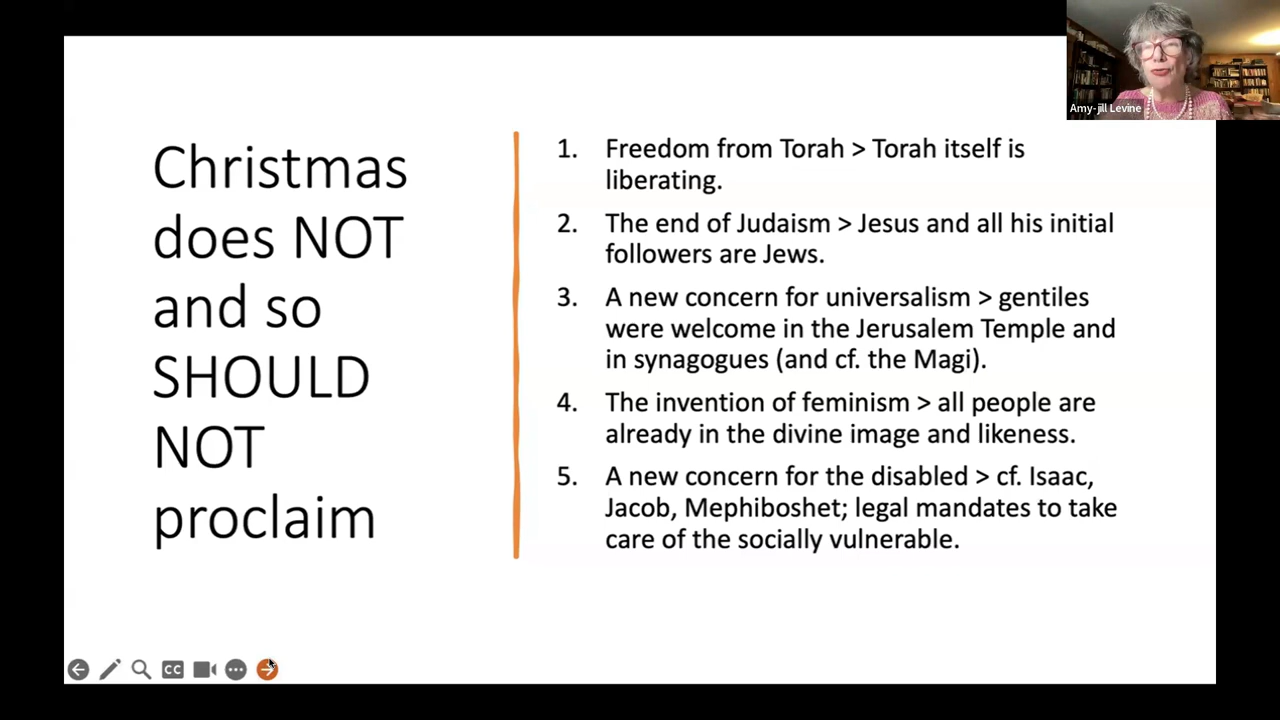 Amy-jill Levine
Christmas
does NOT
and so
SHOULD
NOT
proclaim
1. Freedom from Torah > Torah itself is
liberating.
2. The end of Judaism > Jesus and all his initial
followers are Jews.
3. A new concern for universalism > gentiles
were welcome in the Jerusalem Temple and
in synagogues (and cf. the Magi).
4. The invention of feminism > all people are
already in the divine image and likeness.
5. A new concern for the disabled > cf. Isaac,
Jacob, Mephiboshet; legal mandates to take
care of the socially vulnerable.
CC